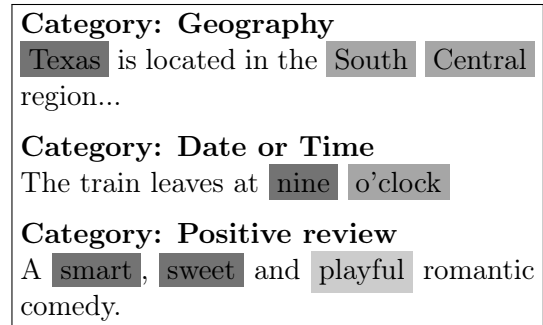 Category: Geography
Texas is located in the South Central
region...
Category: Date or Time
The train leaves at nine o'clock
Category: Positive review
A smart, sweet and playful romantic
comedy.